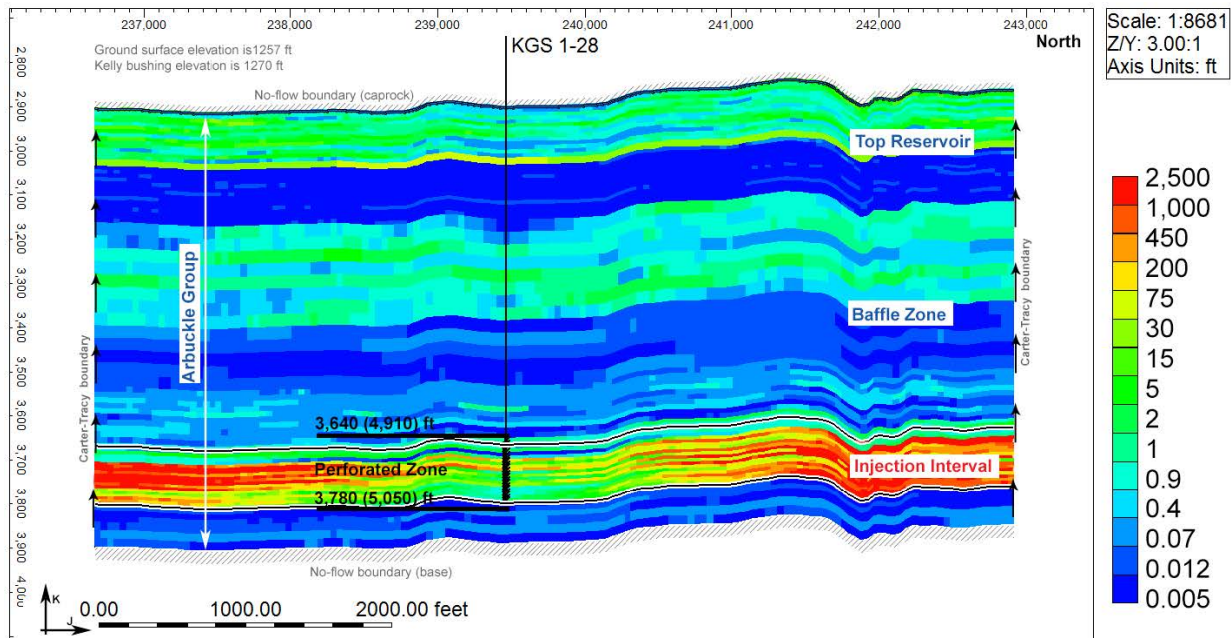 237,000 238,000 239,000 240,000 241,000 242,000 243,000
Scale: 1:8681
Z/Y: 3.00:1
Axis Units: ft
Ground surface elevation is1257 ft
Kelly bushing elevation is 1270 ft
KGS 1-28
North
No-flow boundary (caprock)
2,800
2,900
3,000
3,100
3,200
3,300
3,400
3,500
3,600
3,700
3,800
3,900
4,000
Top Reservoir
Arbuckle Group
Baffle Zone
Carter-Tracy boundary
Carter-Tracy boundary
3,640 (4,910) ft
Perforated Zone
Injection Interval
3,780 (5,050) ft
No-flow boundary (base)
K
J
0.00 1000.00 2000.00 feet
2,500
1,000
450
200
75
30
15
5
2
1
0.9
0.4
0.07
0.012
0.005